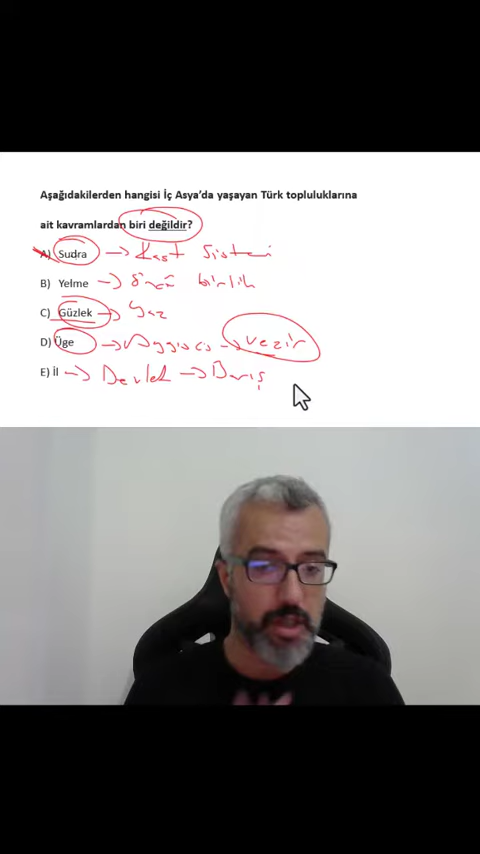 Aşağıdakilerden hangisi İç Asya'da yaşayan Türk topluluklarına
ait kavramlardan biri değildir?
A) Sudra → Kast Sistemi
B) Yelme → öncü birlik
C) Güzlek → Yaz
D) Üge → → vezir
E) İl → Devlet → Barış